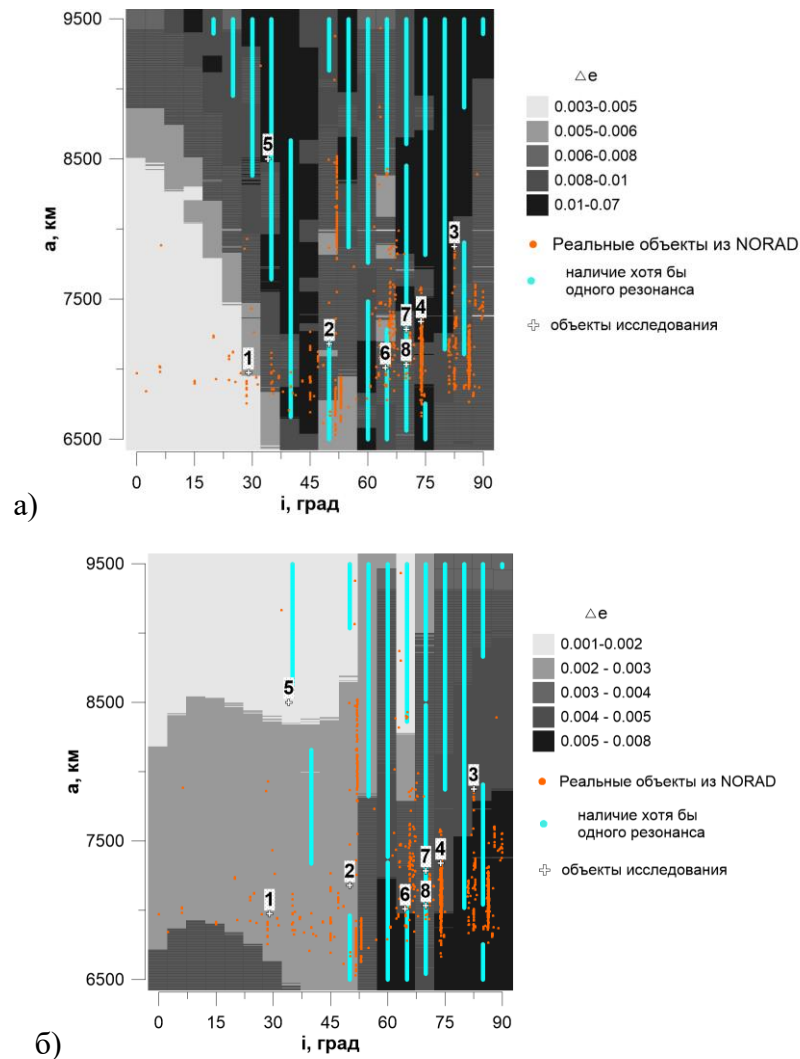 9500
8500
7500
6500
а, км
0 15 30 45 60 75 90
i, град
1
2
3
4
5
6
7
8
△e
0.003-0.005
0.005-0.006
0.006-0.008
0.008-0.01
0.01-0.07
Реальные объекты из NORAD
наличие хотя бы
одного резонанса
объекты исследования
а)
9500
8500
7500
6500
а, км
0 15 30 45 60 75 90
i, град
1
2
3
4
5
6
7
8
△e
0.001-0.002
0.002 - 0.003
0.003 - 0.004
0.004 - 0.005
0.005 - 0.008
Реальные объекты из NORAD
наличие хотя бы
одного резонанса
объекты исследования
б)